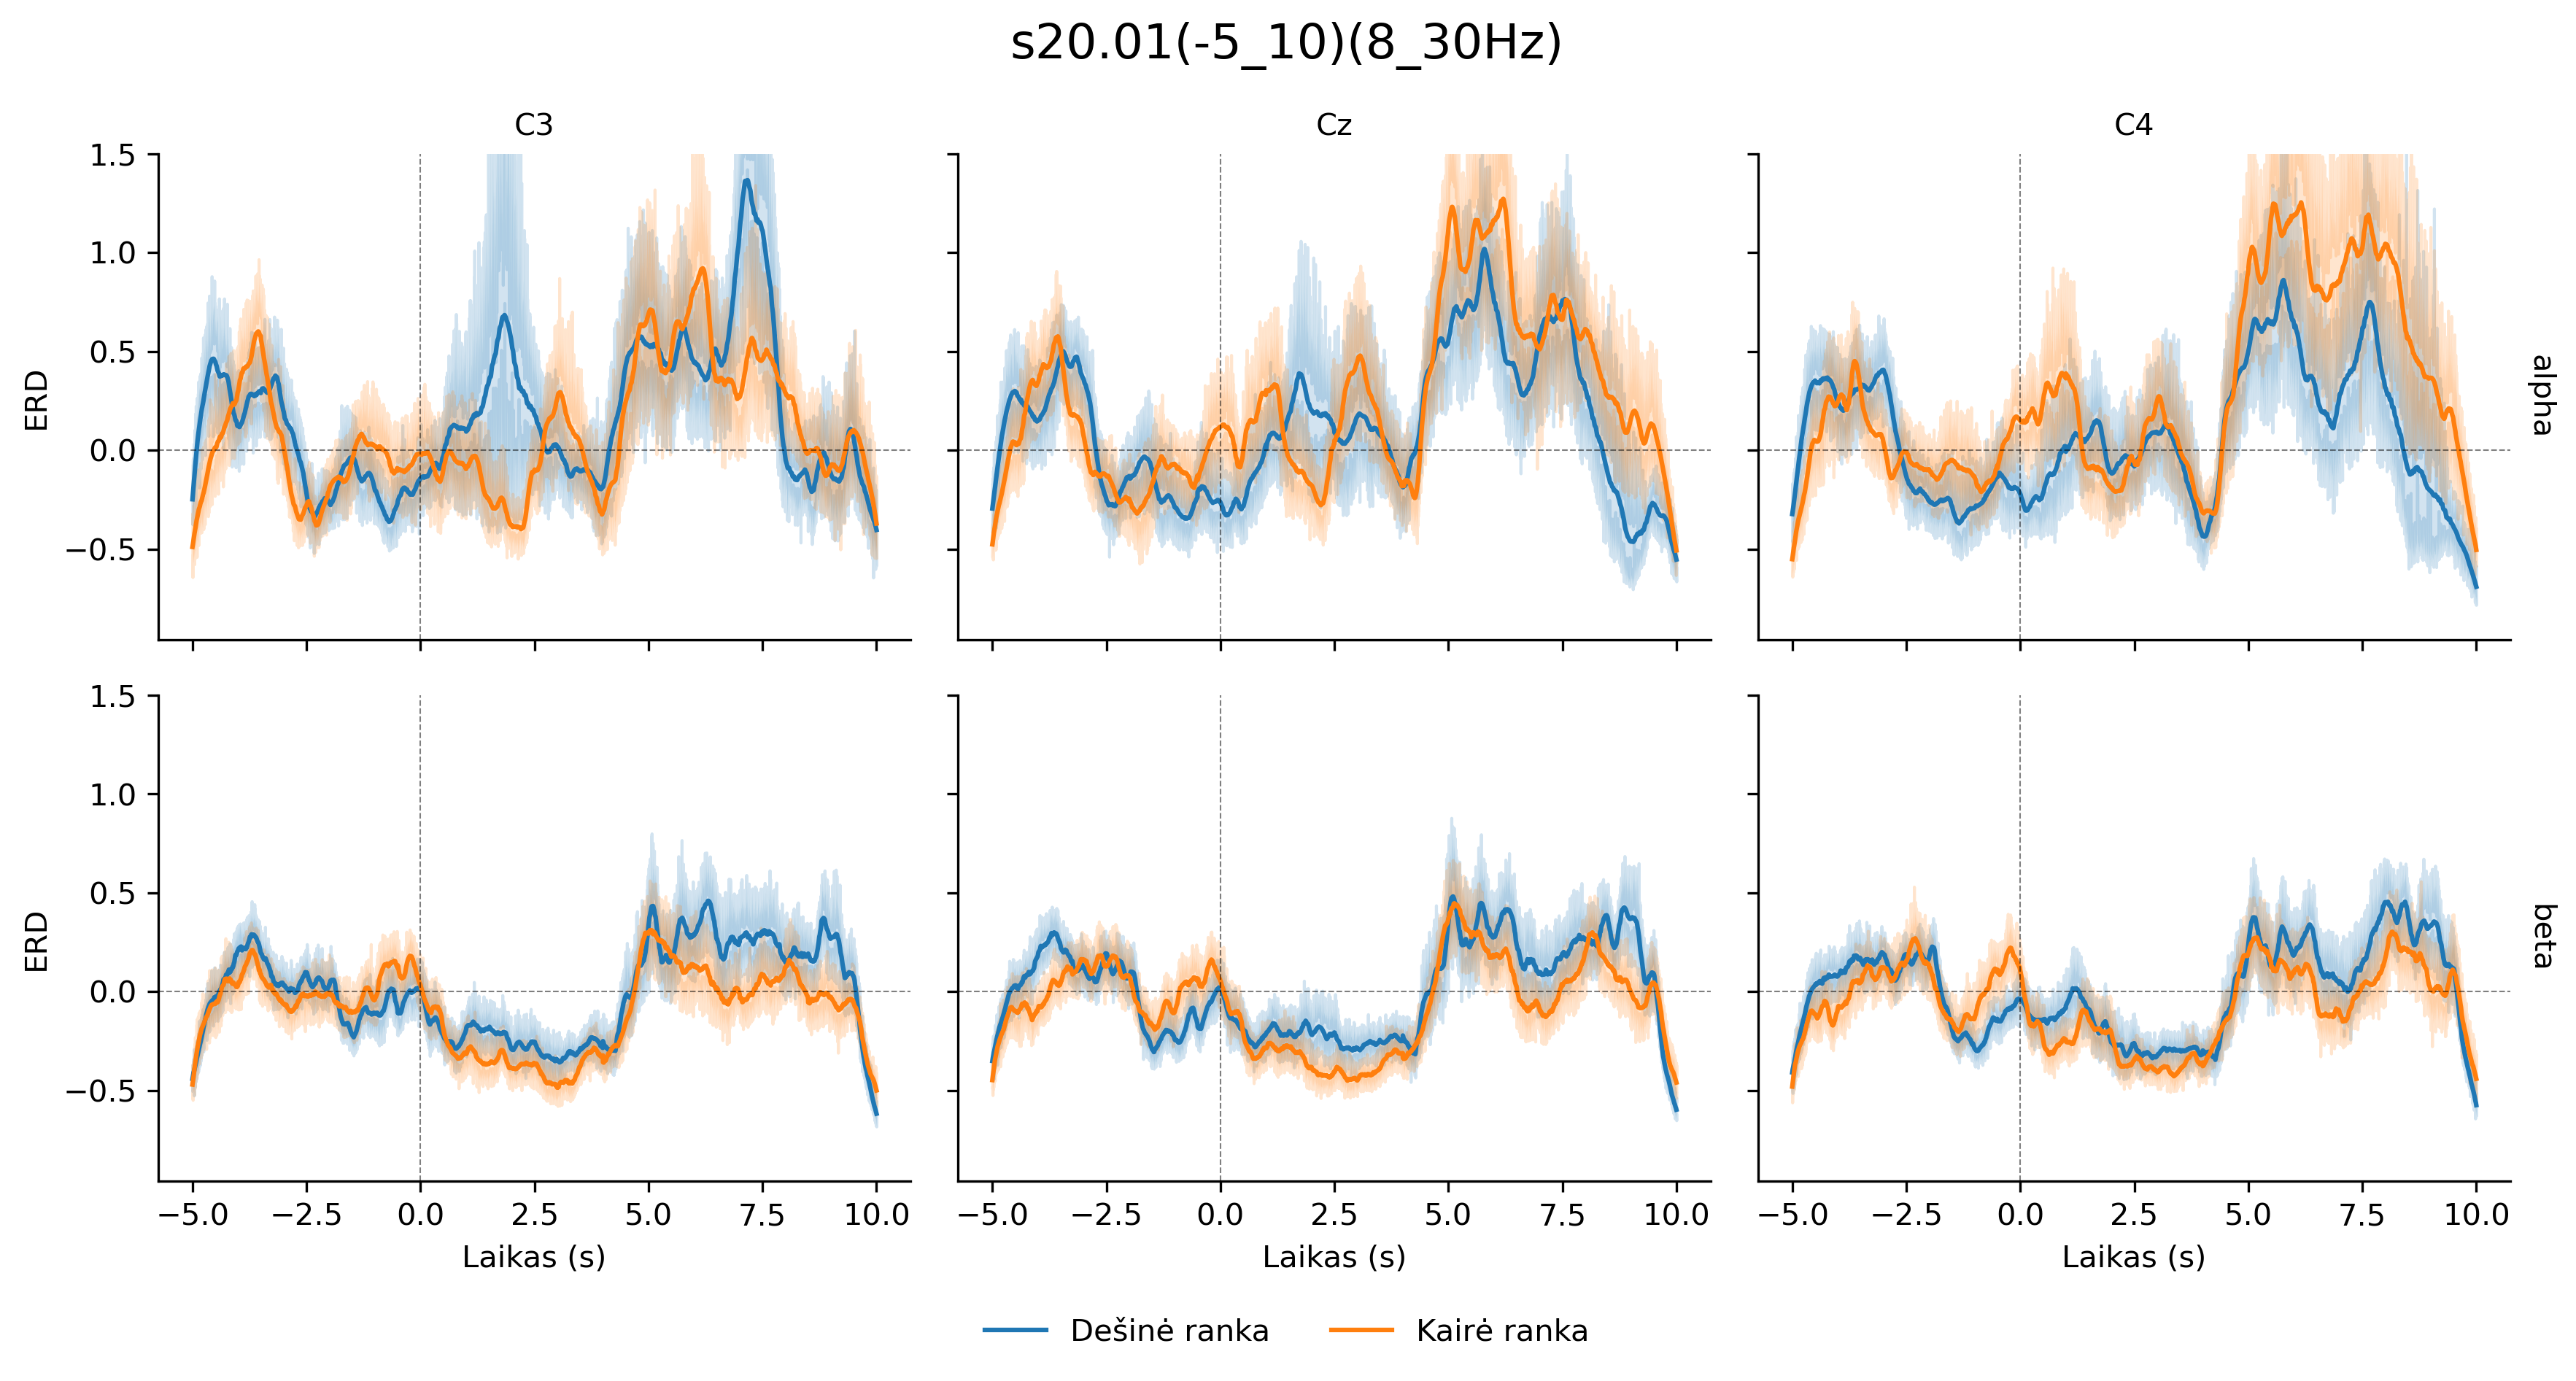 s20.01(-5_10)(8_30Hz)
C3 Cz C4
1.5
1.0
0.5
0.0
−0.5
ERD
alpha
1.5
1.0
0.5
0.0
−0.5
ERD
beta
−5.0 −2.5 0.0 2.5 5.0 7.5 10.0 −5.0 −2.5 0.0 2.5 5.0 7.5 10.0 −5.0 −2.5 0.0 2.5 5.0 7.5 10.0
Laikas (s) Laikas (s) Laikas (s)
Dešinė ranka Kairė ranka